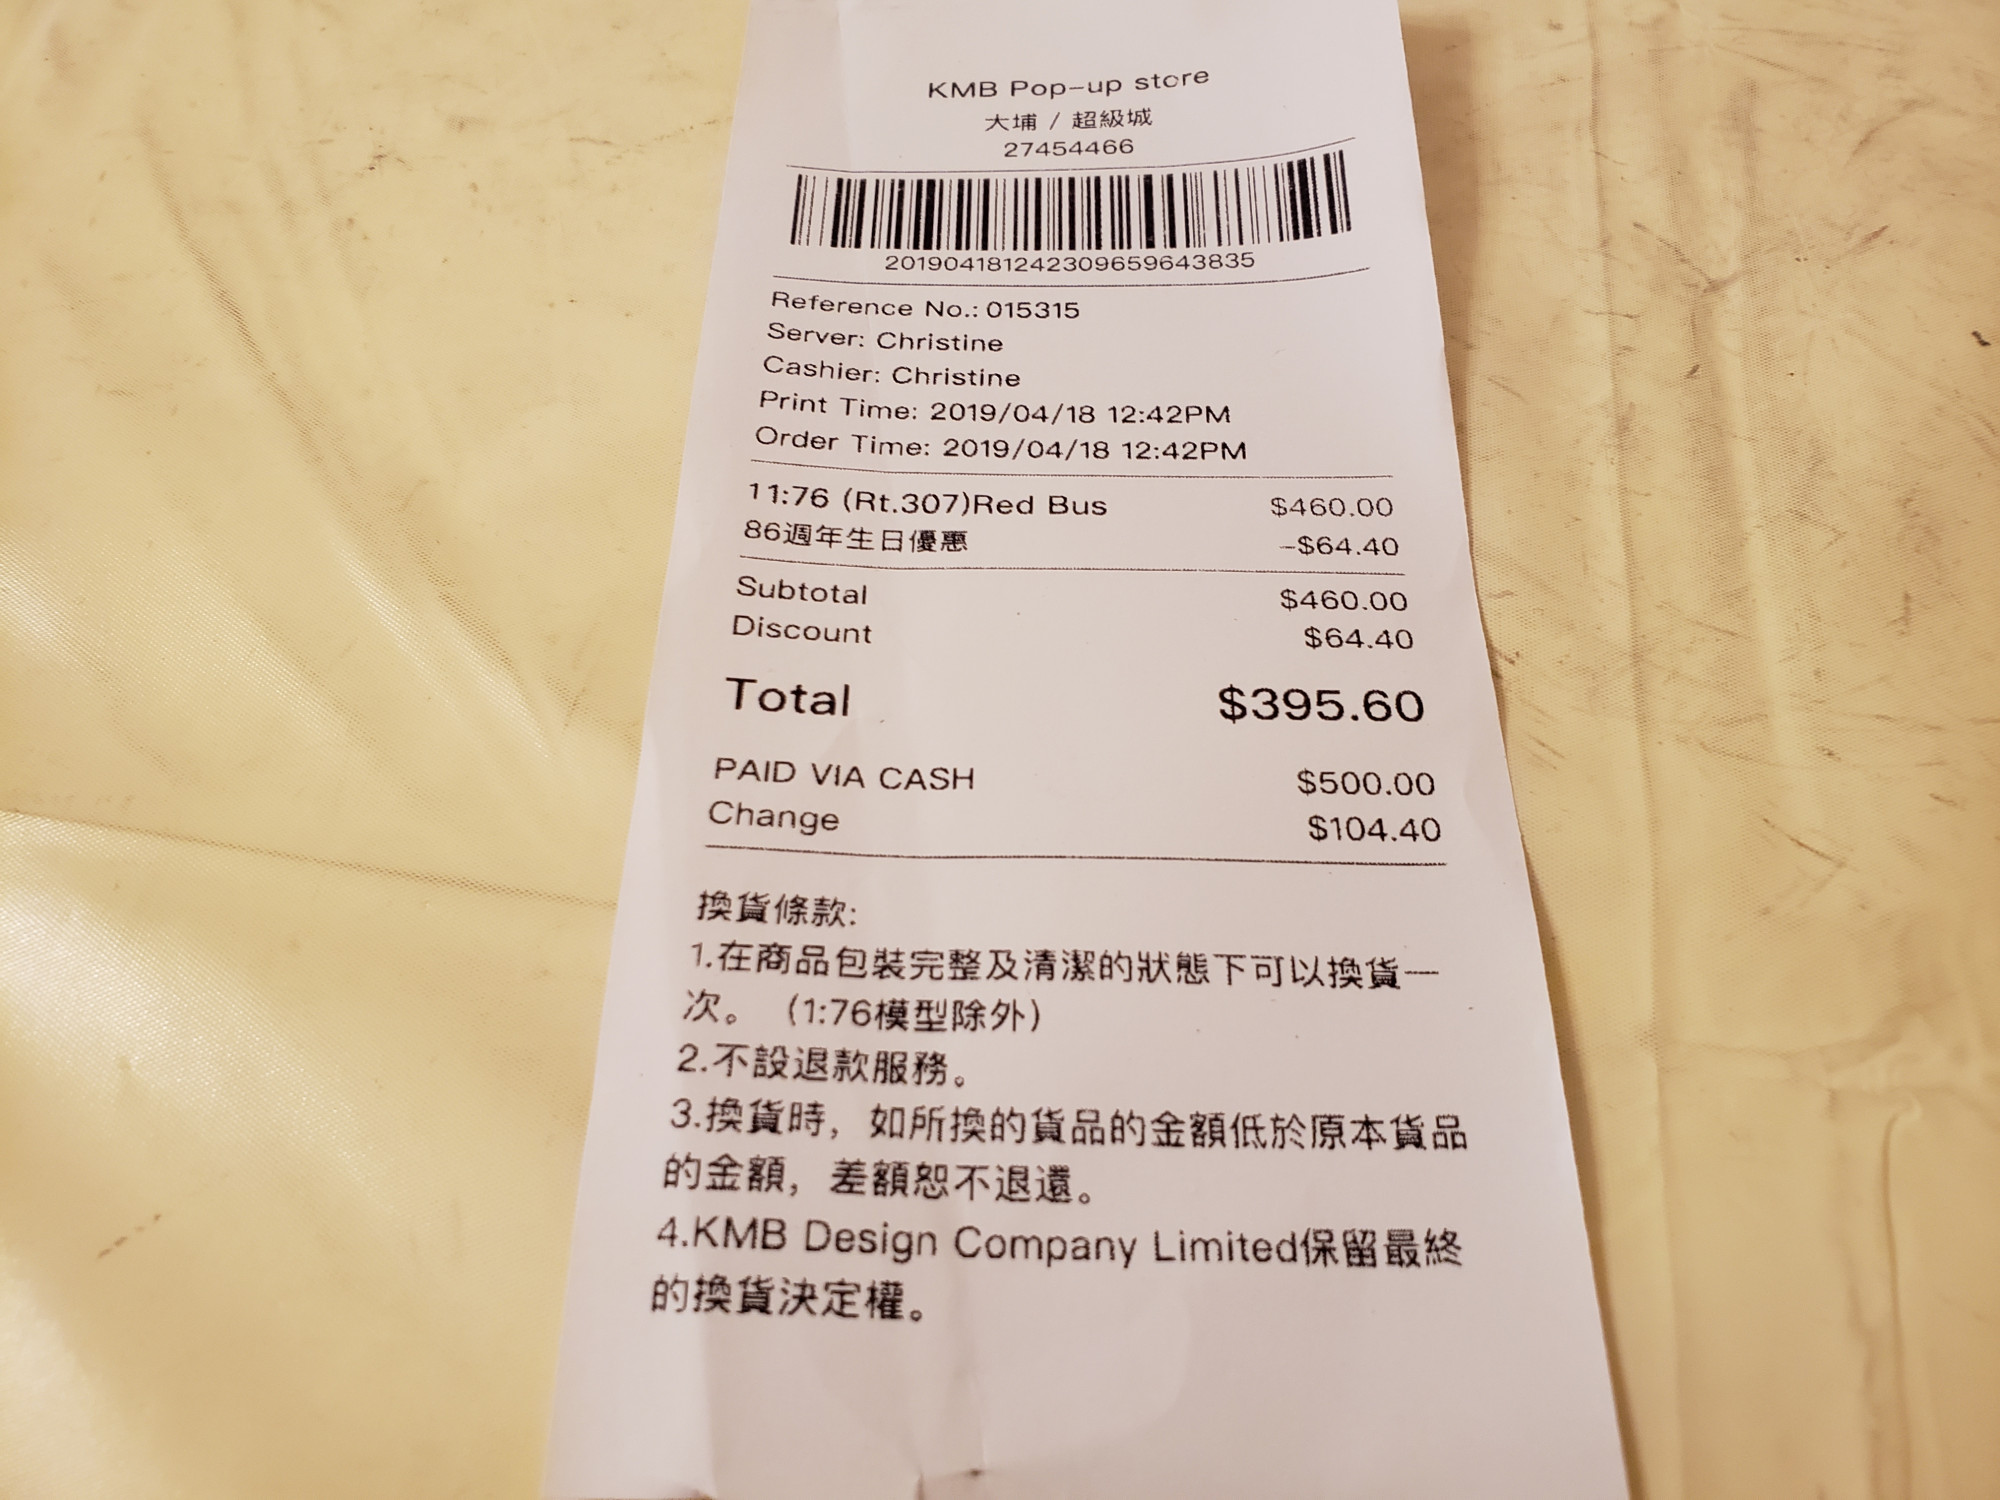 KMB Pop-up store
大埔 / 超級城
27454466
201904181242309659643835
Reference No.: 015315
Server: Christine
Cashier: Christine
Print Time: 2019/04/18 12:42PM
Order Time: 2019/04/18 12:42PM
11:76 (Rt.307)Red Bus $460.00
86週年生日優惠 -$64.40
Subtotal $460.00
Discount $64.40
Total $395.60
PAID VIA CASH $500.00
Change $104.40
換貨條款:
1.在商品包裝完整及清潔的狀態下可以換貨一
次。 (1:76模型除外)
2.不設退款服務。
3.換貨時，如所換的貨品的金額低於原本貨品
的金額，差額恕不退還。
4.KMB Design Company Limited保留最終
的換貨決定權。